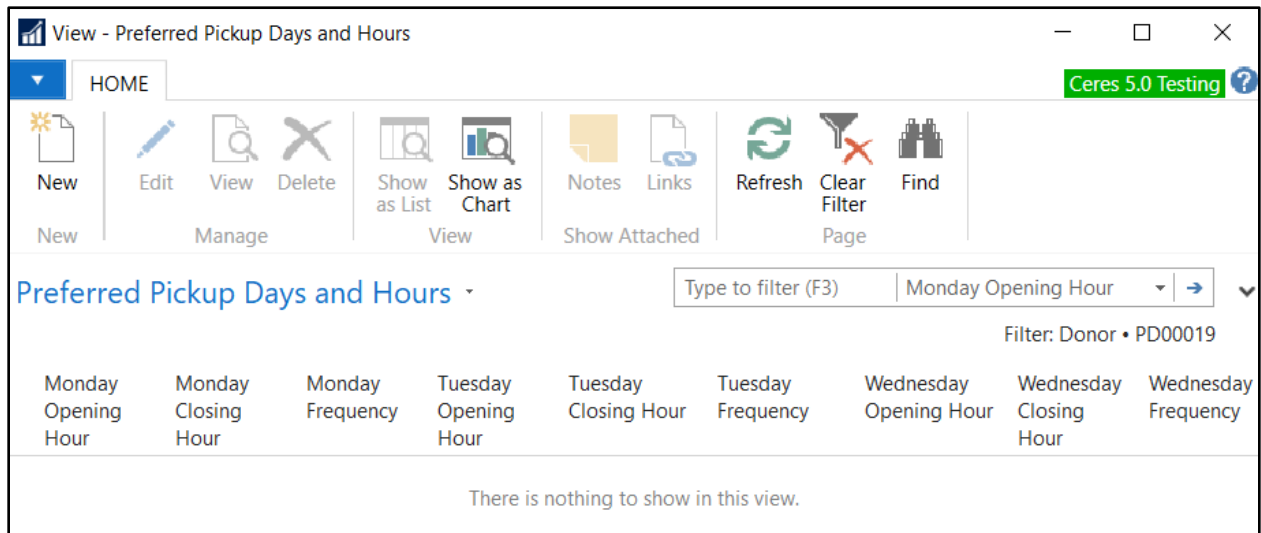 View - Preferred Pickup Days and Hours
HOME
Ceres 5.0 Testing
New
Edit
View
Delete
Show as List
Show as Chart
Notes
Links
Refresh
Clear Filter
Find
New
Manage
View
Show Attached
Page
Preferred Pickup Days and Hours
Type to filter (F3)
Monday Opening Hour
Filter: Donor • PD00019
Monday Opening Hour
Monday Closing Hour
Monday Frequency
Tuesday Opening Hour
Tuesday Closing Hour
Tuesday Frequency
Wednesday Opening Hour
Wednesday Closing Hour
Wednesday Frequency
There is nothing to show in this view.